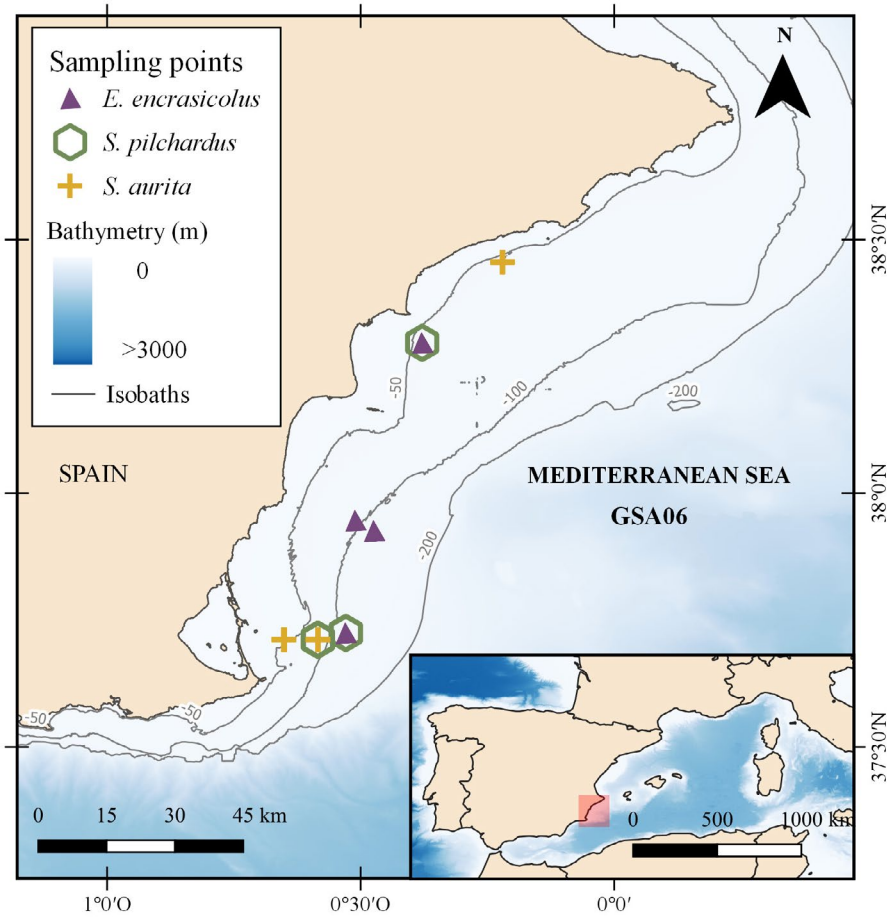 Sampling points
E. encrasicolus
S. pilchardus
S. aurita
Bathymetry (m)
0
>3000
Isobaths
N
38°30'N
-50
-100
-200
SPAIN
MEDITERRANEAN SEA
GSA06
38°0'N
-200
-50
-50
37°30'N
0 15 30 45 km
0 500 1000 km
1°0'O 0°30'O 0°0'